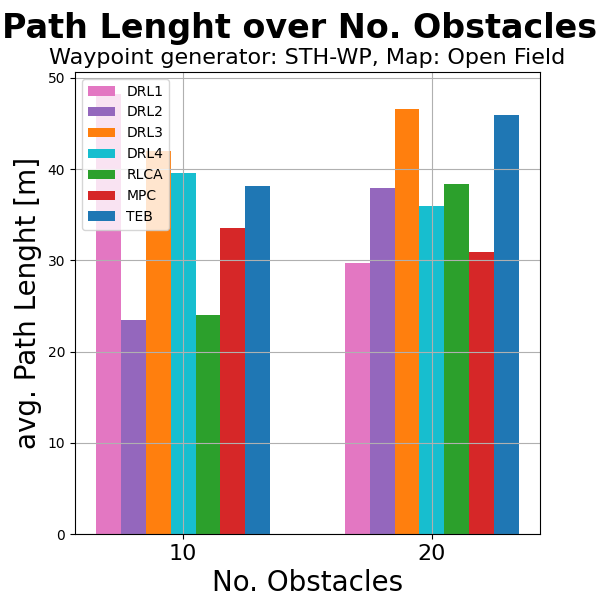 Path Lenght over No. Obstacles
Waypoint generator: STH-WP, Map: Open Field
50
40
30
20
10
0
avg. Path Lenght [m]
DRL1
DRL2
DRL3
DRL4
RLCA
MPC
TEB
10
20
No. Obstacles